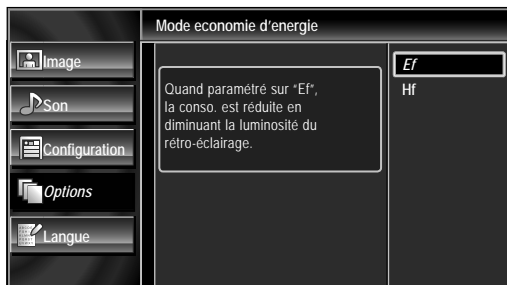 Mode economie d'energie
Image
Son
Configuration
Options
Langue
Quand paramétré sur "Ef",
la conso. est réduite en
diminuant la luminosité du
rétro-éclairage.
Ef
Hf